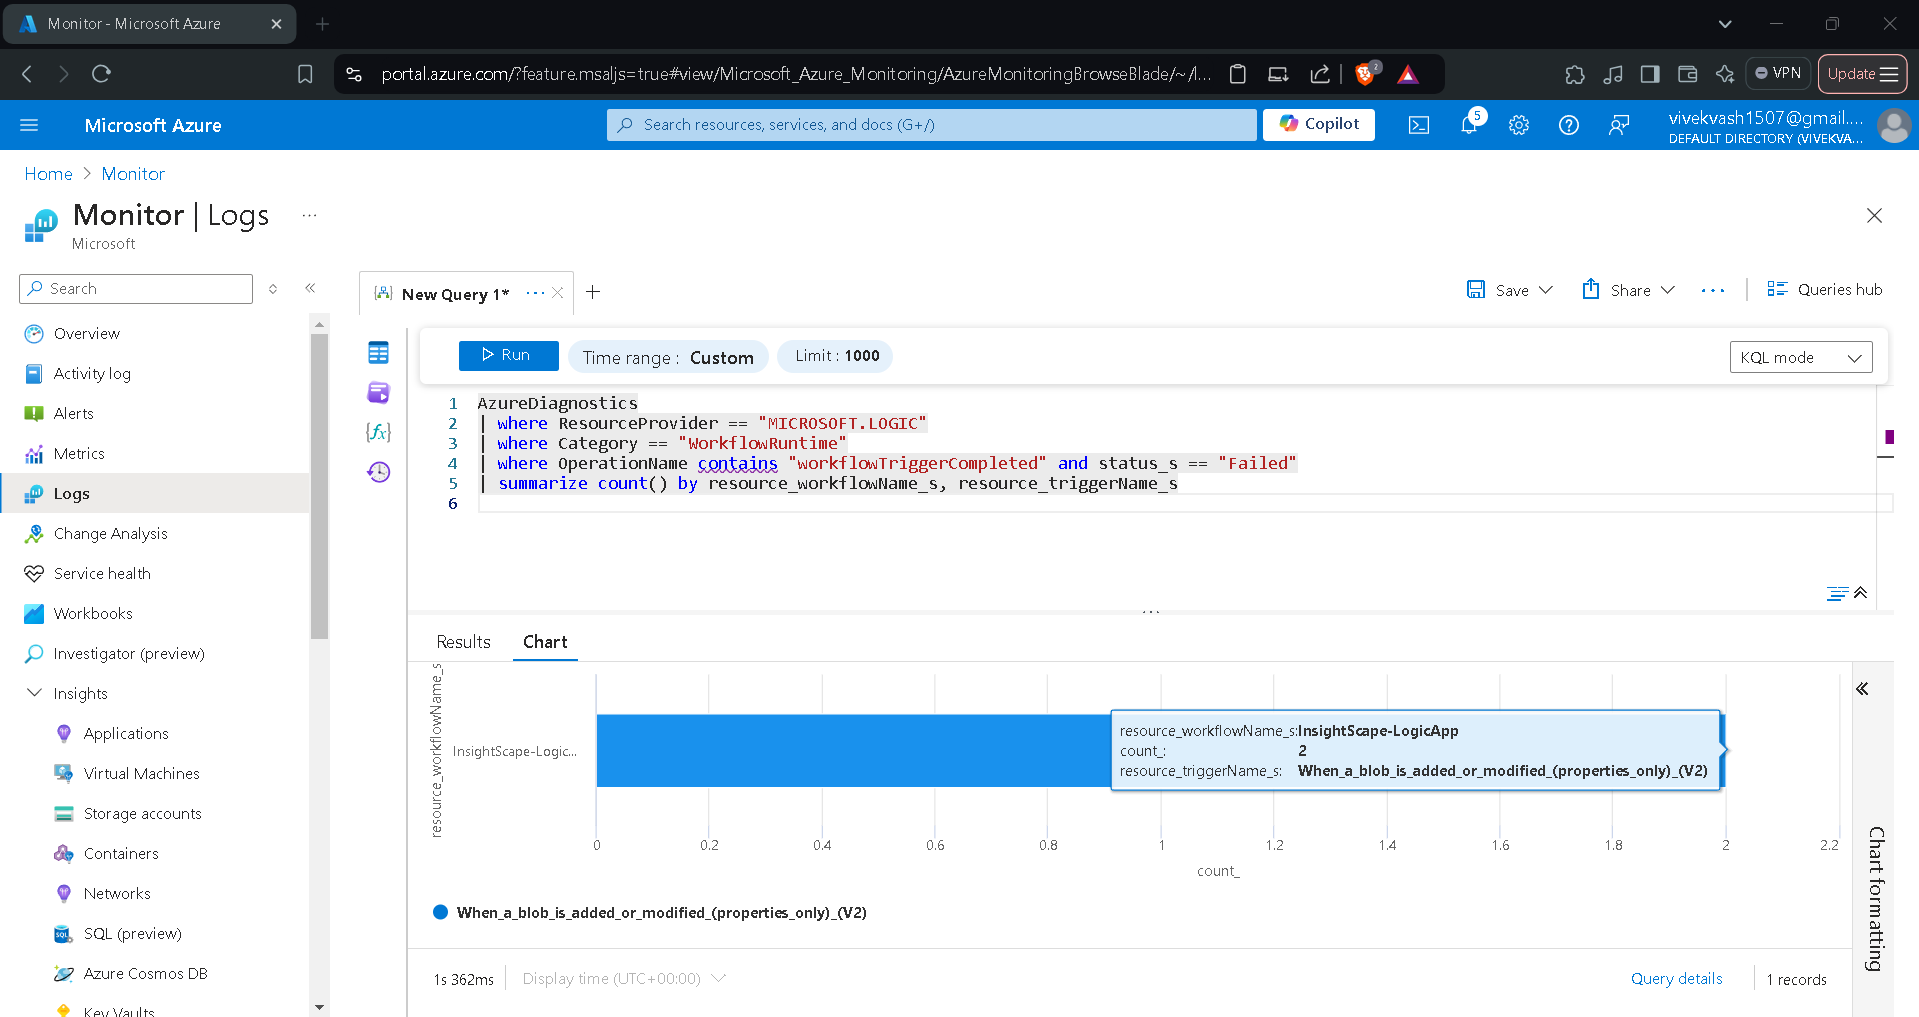 Monitor - Microsoft Azure
portal.azure.com/?feature.msaljs=true#view/Microsoft_Azure_Monitoring/AzureMonitoringBrowseBlade/~/l...
2
VPN
Update
Microsoft Azure
Search resources, services, and docs (G+/)
Copilot
5
vivekvash1507@gmail....
DEFAULT DIRECTORY (VIVEKVA...
Home > Monitor
Monitor | Logs
...
Microsoft
Search
Overview
Activity log
Alerts
Metrics
Logs
Change Analysis
Service health
Workbooks
Investigator (preview)
Insights
Applications
Virtual Machines
Storage accounts
Containers
Networks
SQL (preview)
Azure Cosmos DB
Key Vaults
New Query 1*
...
Save
Share
...
Queries hub
Run
Time range : Custom
Limit : 1000
KQL mode
1 AzureDiagnostics
2 | where ResourceProvider == "MICROSOFT.LOGIC"
3 | where Category == "WorkflowRuntime"
4 | where OperationName contains "workflowTriggerCompleted" and status_s == "Failed"
5 | summarize count() by resource_workflowName_s, resource_triggerName_s
6
Results
Chart
resource_workflowName_s
InsightScape-Logic...
resource_workflowName_s: InsightScape-LogicApp
count_: 2
resource_triggerName_s: When_a_blob_is_added_or_modified_(properties_only)_(V2)
0 0.2 0.4 0.6 0.8 1 1.2 1.4 1.6 1.8 2 2.2
count_
When_a_blob_is_added_or_modified_(properties_only)_(V2)
Chart formatting
1s 362ms
Display time (UTC+00:00)
Query details
1 records